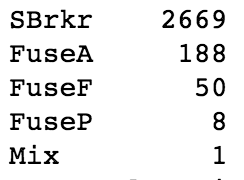 SBrkr    2669
FuseA     188
FuseF      50
FuseP       8
Mix         1